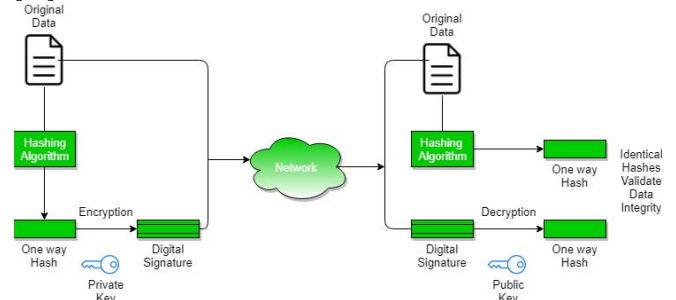 Original
Data
Hashing
Algorithm
Encryption
One way
Hash
Digital
Signature
Private
Key
Network
Original
Data
Hashing
Algorithm
One way
Hash
Identical
Hashes
Validate
Data
Integrity
Decryption
Digital
Signature
One way
Hash
Public
Key